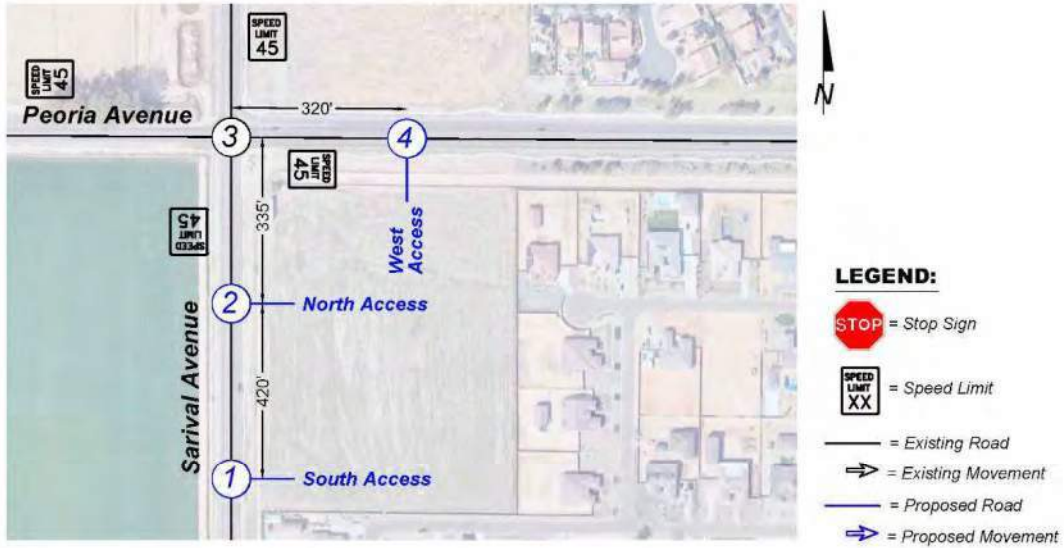 SPEED
LIMIT
45
SPEED
LIMIT
45
Peoria Avenue
320'
N
3
4
SPEED
LIMIT
45
335'
SPEED
LIMIT
45
West
Access
2
North Access
Sarival Avenue
420'
1
South Access
LEGEND:
STOP = Stop Sign
SPEED
LIMIT
XX
= Speed Limit
= Existing Road
= Existing Movement
= Proposed Road
= Proposed Movement